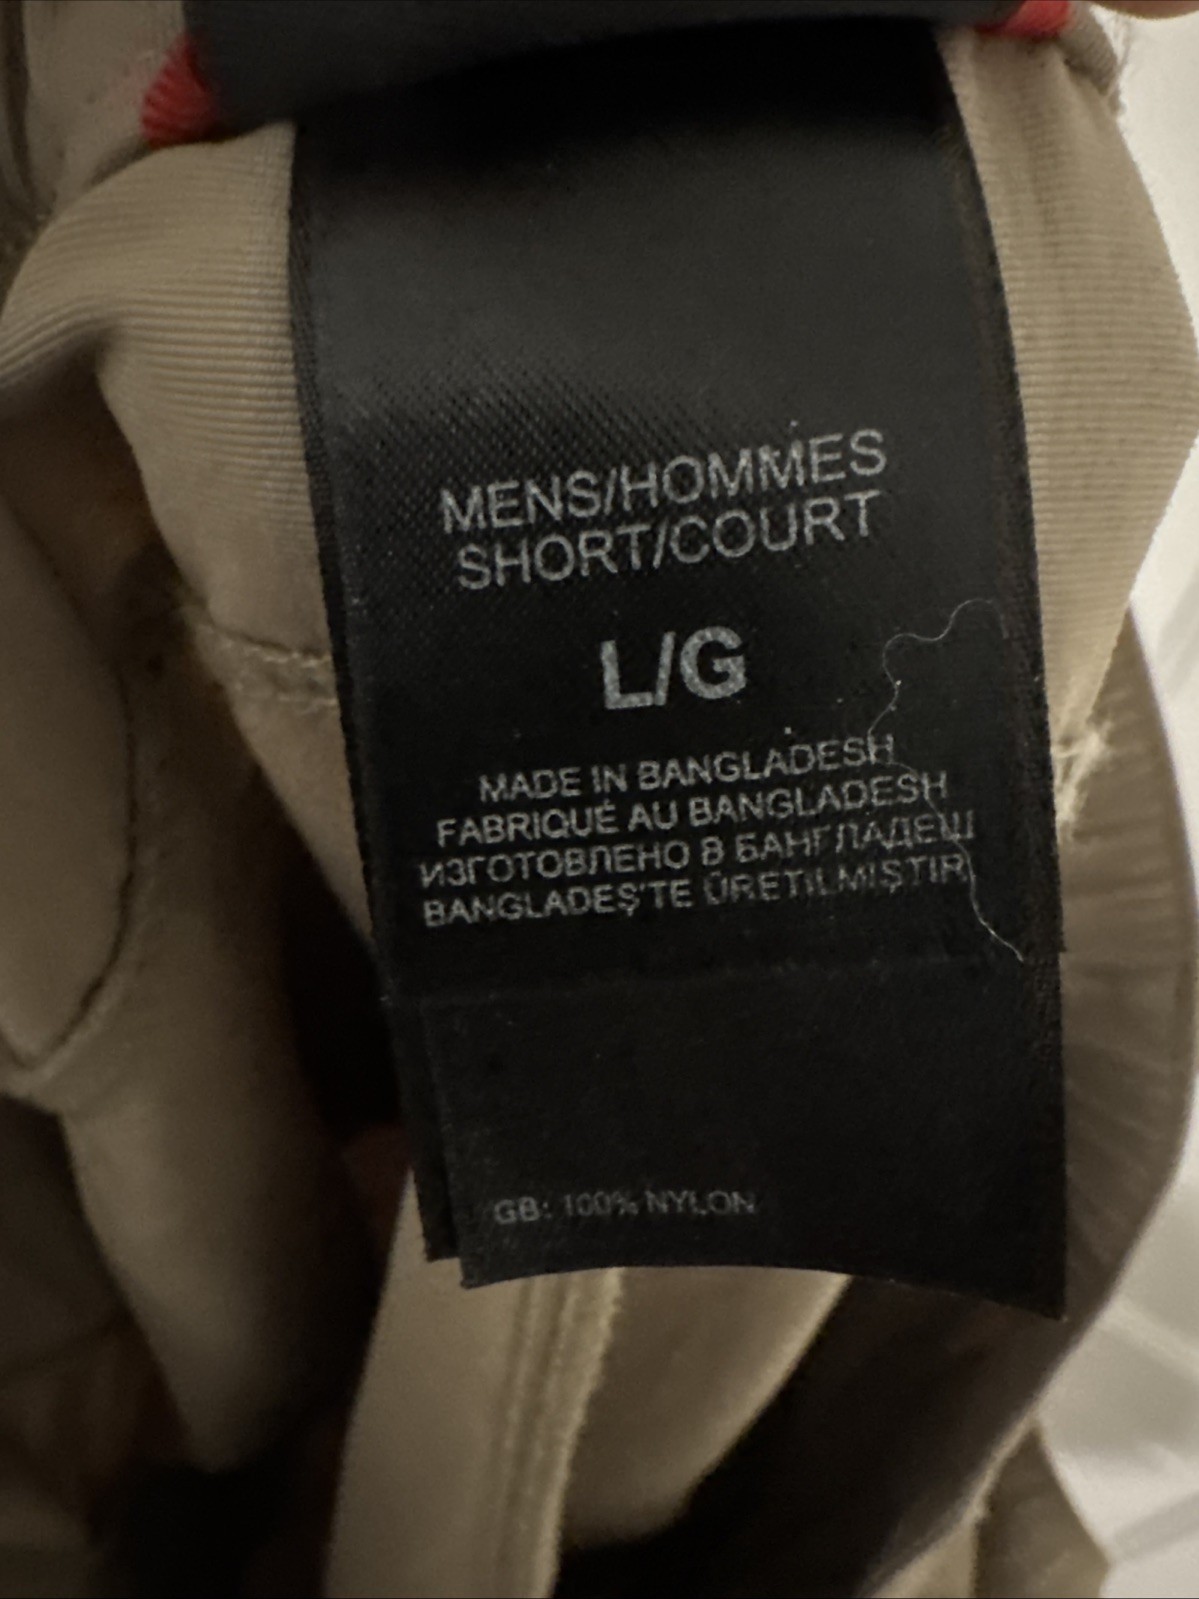 MENS/HOMMES
SHORT/COURT
L/G
MADE IN BANGLADESH
FABRIQUÉ AU BANGLADESH
ИЗГОТОВЛЕНО В БАНГЛАДЕШ
BANGLADEŞ'TE ÜRETILMIŞTIR
GB: 100% NYLON